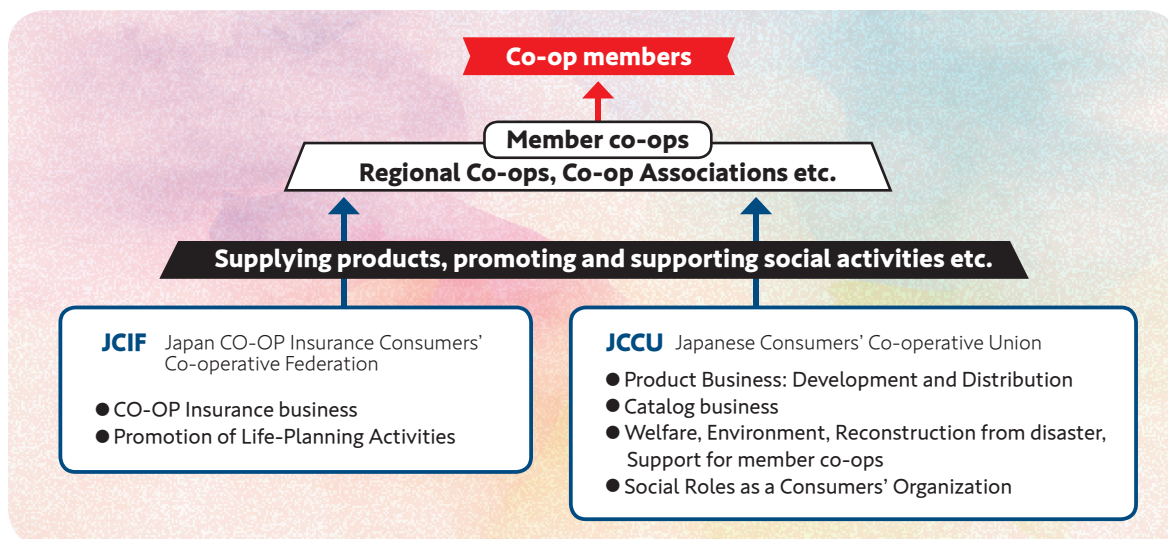 Co-op members
Member co-ops
Regional Co-ops, Co-op Associations etc.
Supplying products, promoting and supporting social activities etc.
JCIF Japan CO-OP Insurance Consumers’
Co-operative Federation
● CO-OP Insurance business
● Promotion of Life-Planning Activities
JCCU Japanese Consumers’ Co-operative Union
● Product Business: Development and Distribution
● Catalog business
● Welfare, Environment, Reconstruction from disaster,
Support for member co-ops
● Social Roles as a Consumers’ Organization